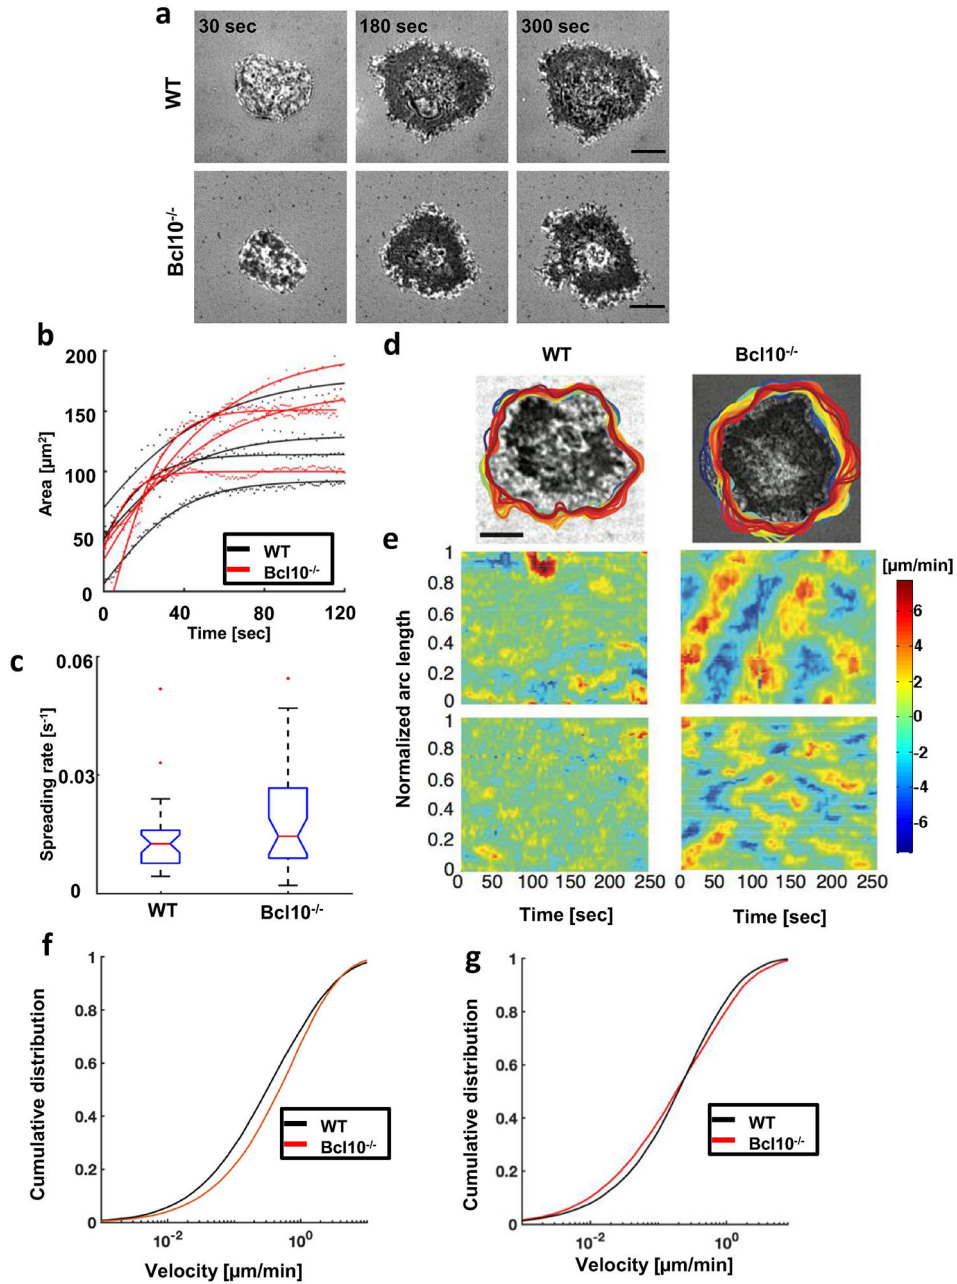 a
30 sec 180 sec 300 sec
WT
Bcl10-/-
b
200
150
100
50
0
Area [µm²]
0 40 80 120
Time [sec]
WT
Bcl10-/-
c
0.06
0.03
0
Spreading rate [s-1]
WT Bcl10-/-
d
WT Bcl10-/-
e
1
0.8
0.6
0.4
0.2
0
1
0.8
0.6
0.4
0.2
0
Normalized arc length
0 50 100 150 200 250
Time [sec]
0 50 100 150 200 250
Time [sec]
[µm/min]
6
4
2
0
-2
-4
-6
f
1
0.8
0.6
0.4
0.2
0
Cumulative distribution
WT
Bcl10-/-
10-2 100
Velocity [µm/min]
g
1
0.8
0.6
0.4
0.2
0
Cumulative distribution
WT
Bcl10-/-
10-2 100
Velocity [µm/min]